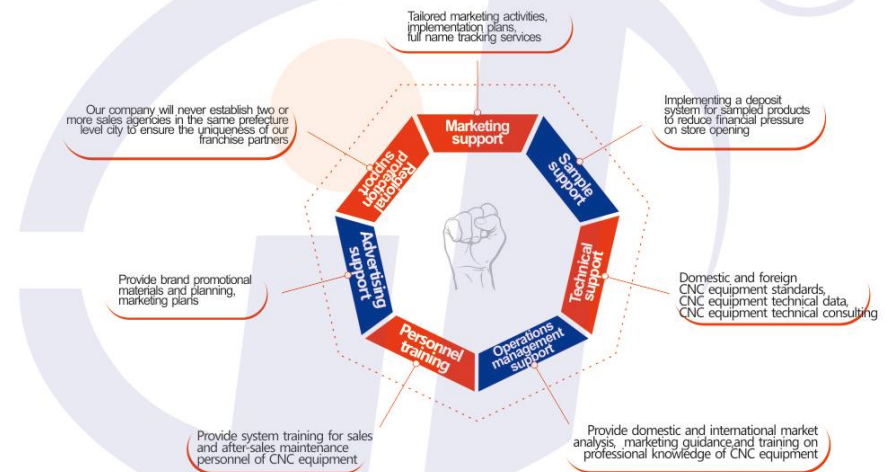 Tailored marketing activities,
implementation plans,
full name tracking services
Our company will never establish two or
more sales agencies in the same prefecture
level city to ensure the uniqueness of our
franchise partners
Implementing a deposit
system for sampled products
to reduce financial pressure
on store opening
Marketing
support
Regional
protection
support
Sample
support
Advertising
support
Technical
support
Provide brand promotional
materials and planning,
marketing plans
Domestic and foreign
CNC equipment standards,
CNC equipment technical data,
CNC equipment technical consulting
Personnel
training
Operations
management
support
Provide system training for sales
and after-sales maintenance
personnel of CNC equipment
Provide domestic and international market
analysis, marketing guidance,and training on
professional knowledge of CNC equipment